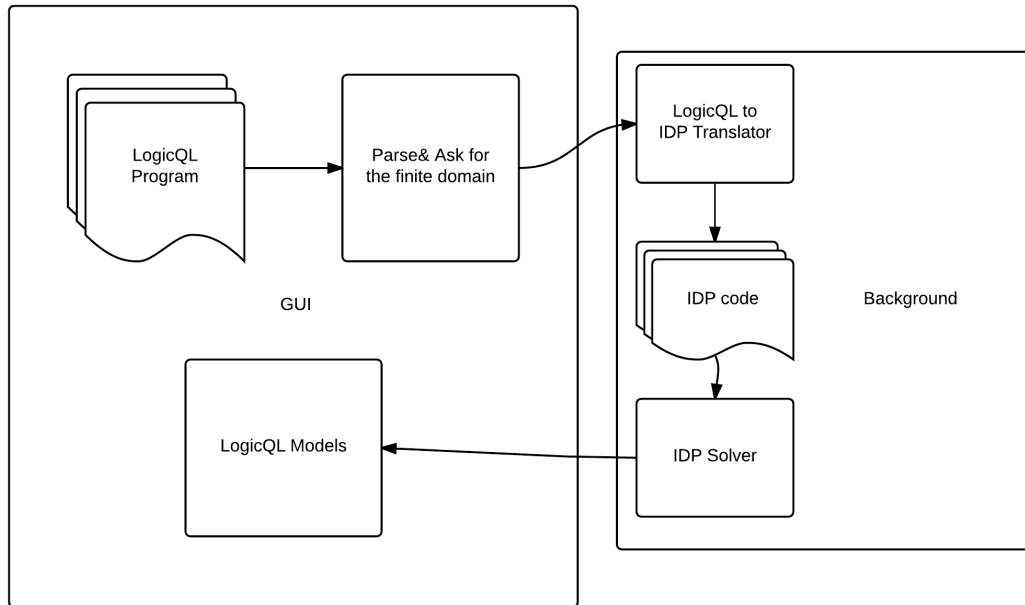 LogicQL
Program
Parse& Ask for
the finite domain
LogicQL to
IDP Translator
GUI
IDP code
Background
LogicQL Models
IDP Solver